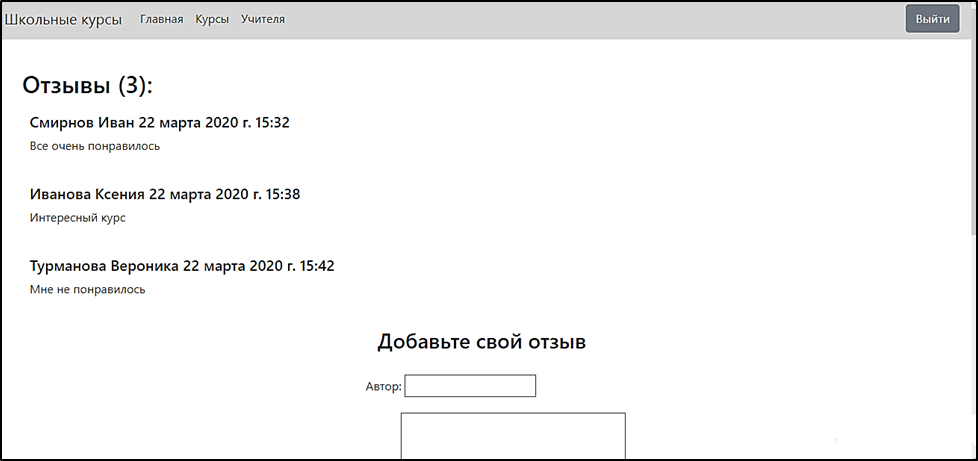 Школьные курсы Главная Курсы Учителя Выйти
Отзывы (3):
Смирнов Иван 22 марта 2020 г. 15:32
Все очень понравилось
Иванова Ксения 22 марта 2020 г. 15:38
Интересный курс
Турманова Вероника 22 марта 2020 г. 15:42
Мне не понравилось
Добавьте свой отзыв
Автор: